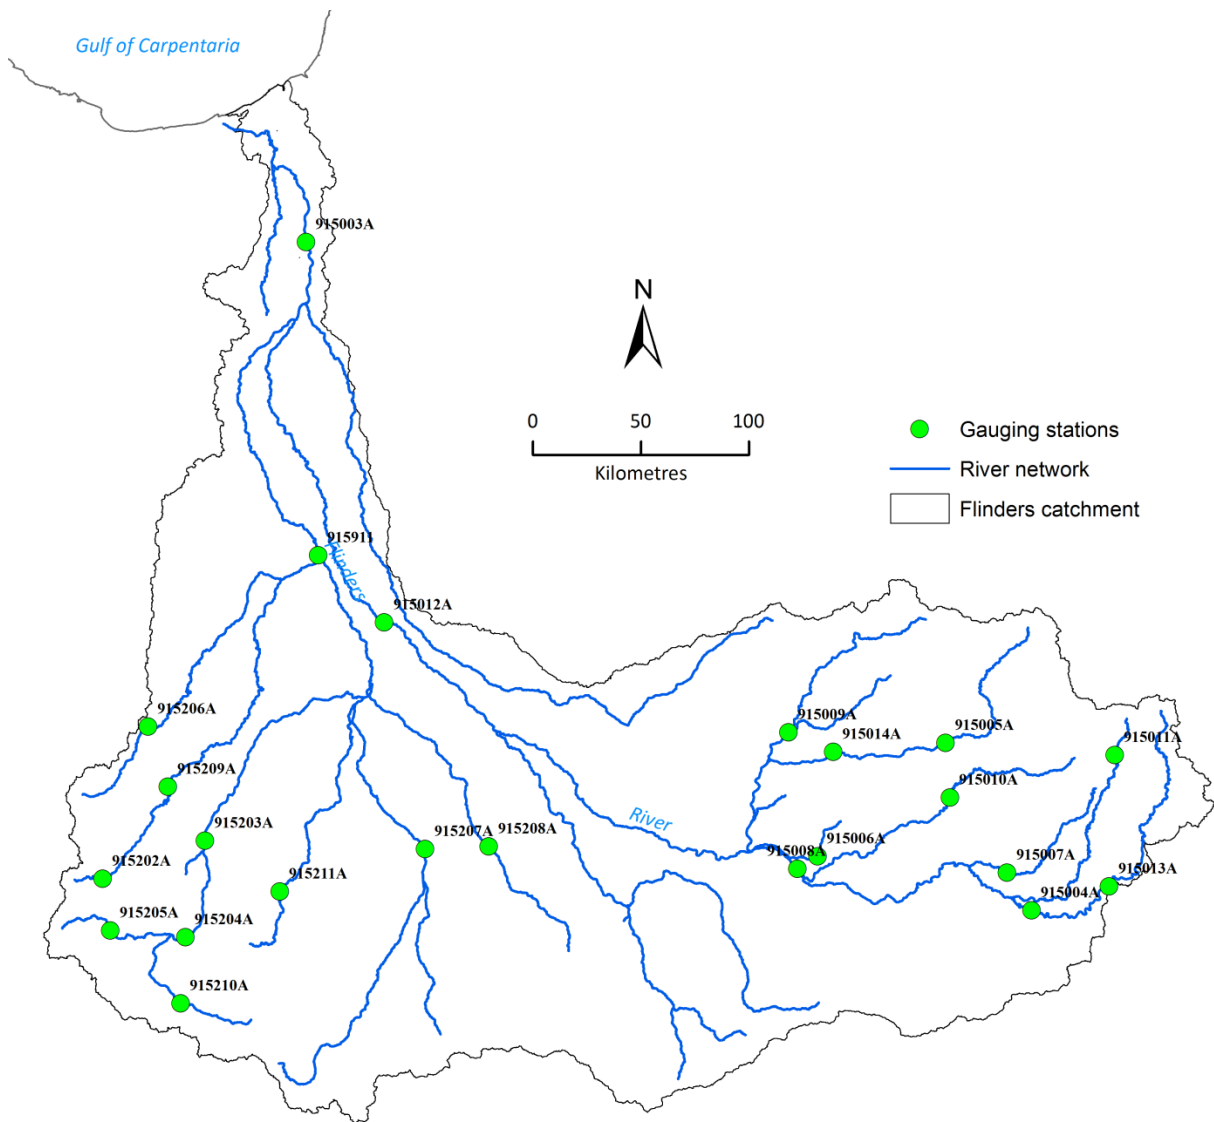 Gulf of Carpentaria
915003A
N
0 50 100
Kilometres
Gauging stations
River network
Flinders catchment
915911
Flinders
915012A
915206A
915009A
915014A
915005A
915011A
915209A
915010A
River
915203A
915207A
915208A
915006A
915008A
915007A
915202A
915211A
915004A
915013A
915205A
915204A
915210A